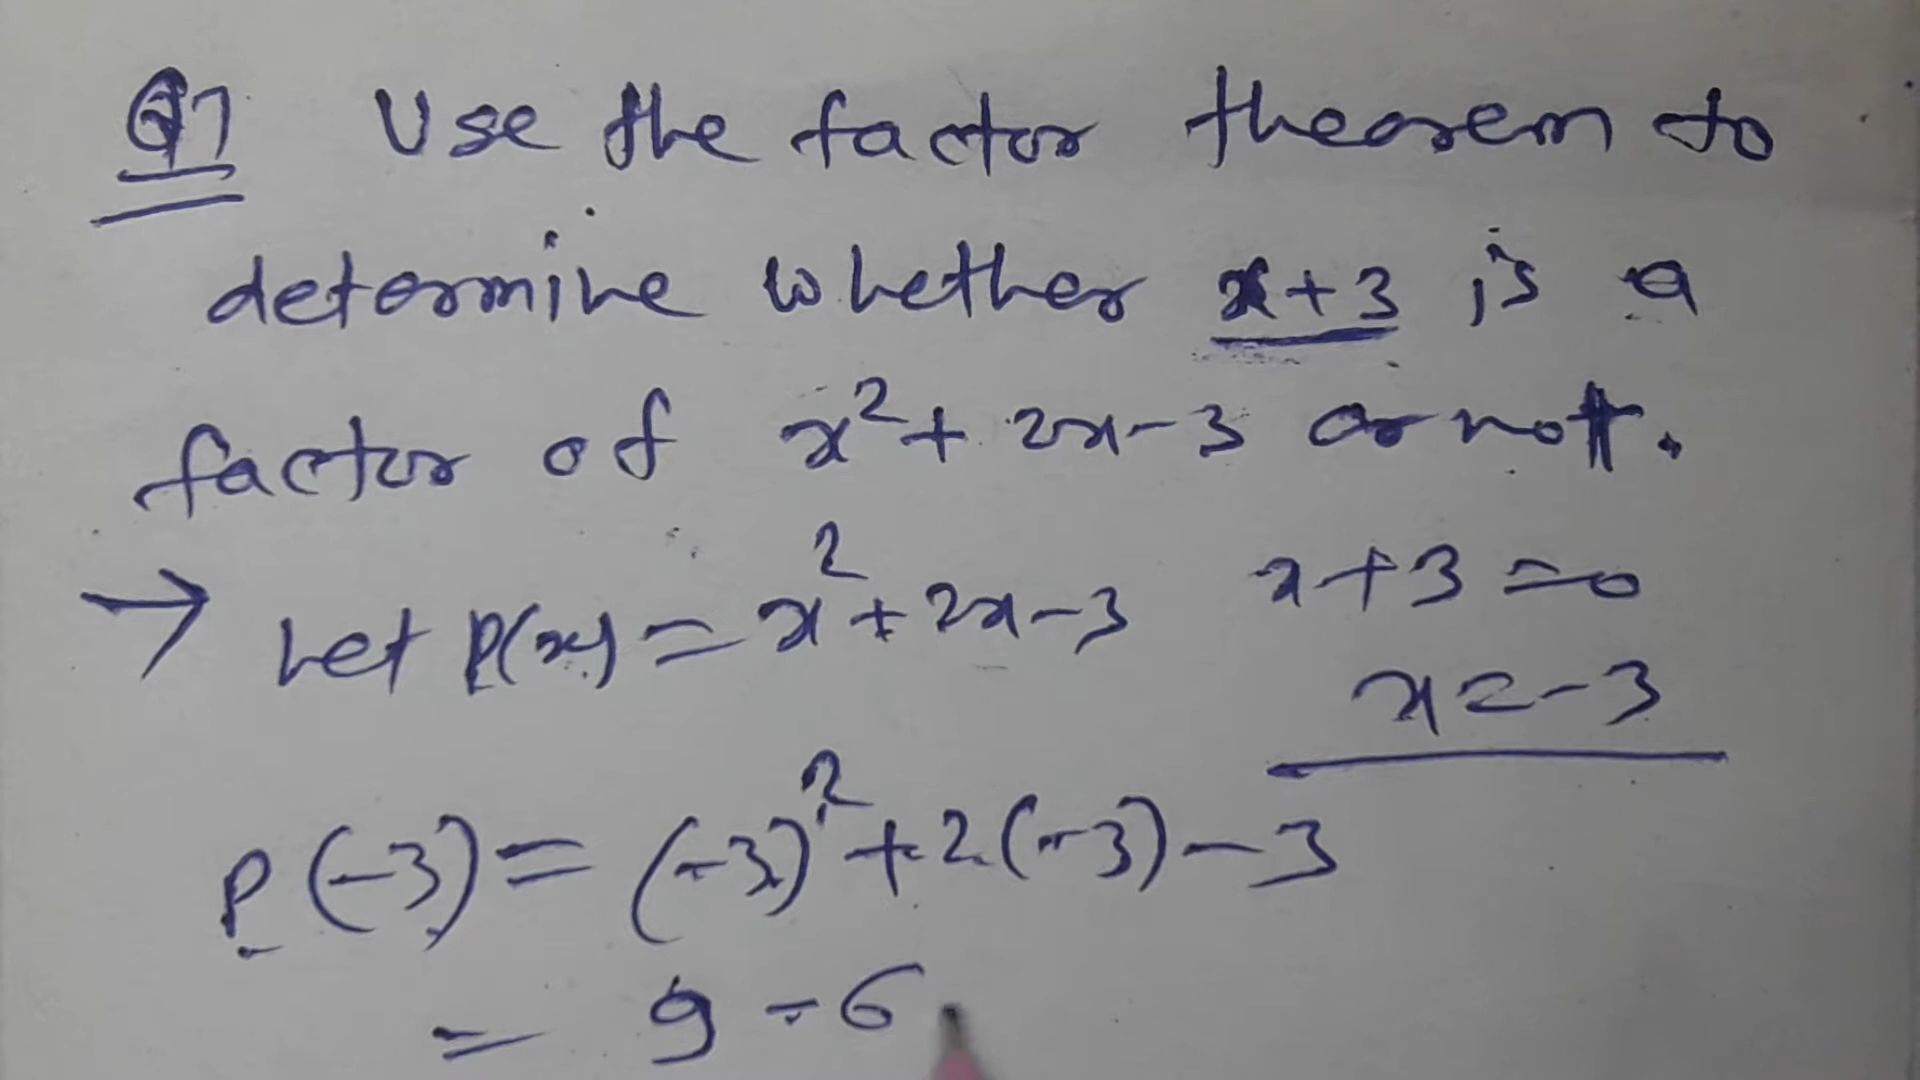 Q7 Use the factor theorem to
determine whether x+3 is a
factor of x²+2x-3 or not.
→ Let P(x) = x²+2x-3 x+3=0
x=-3
P(-3) = (-3)²+2(-3)-3
= 9-6